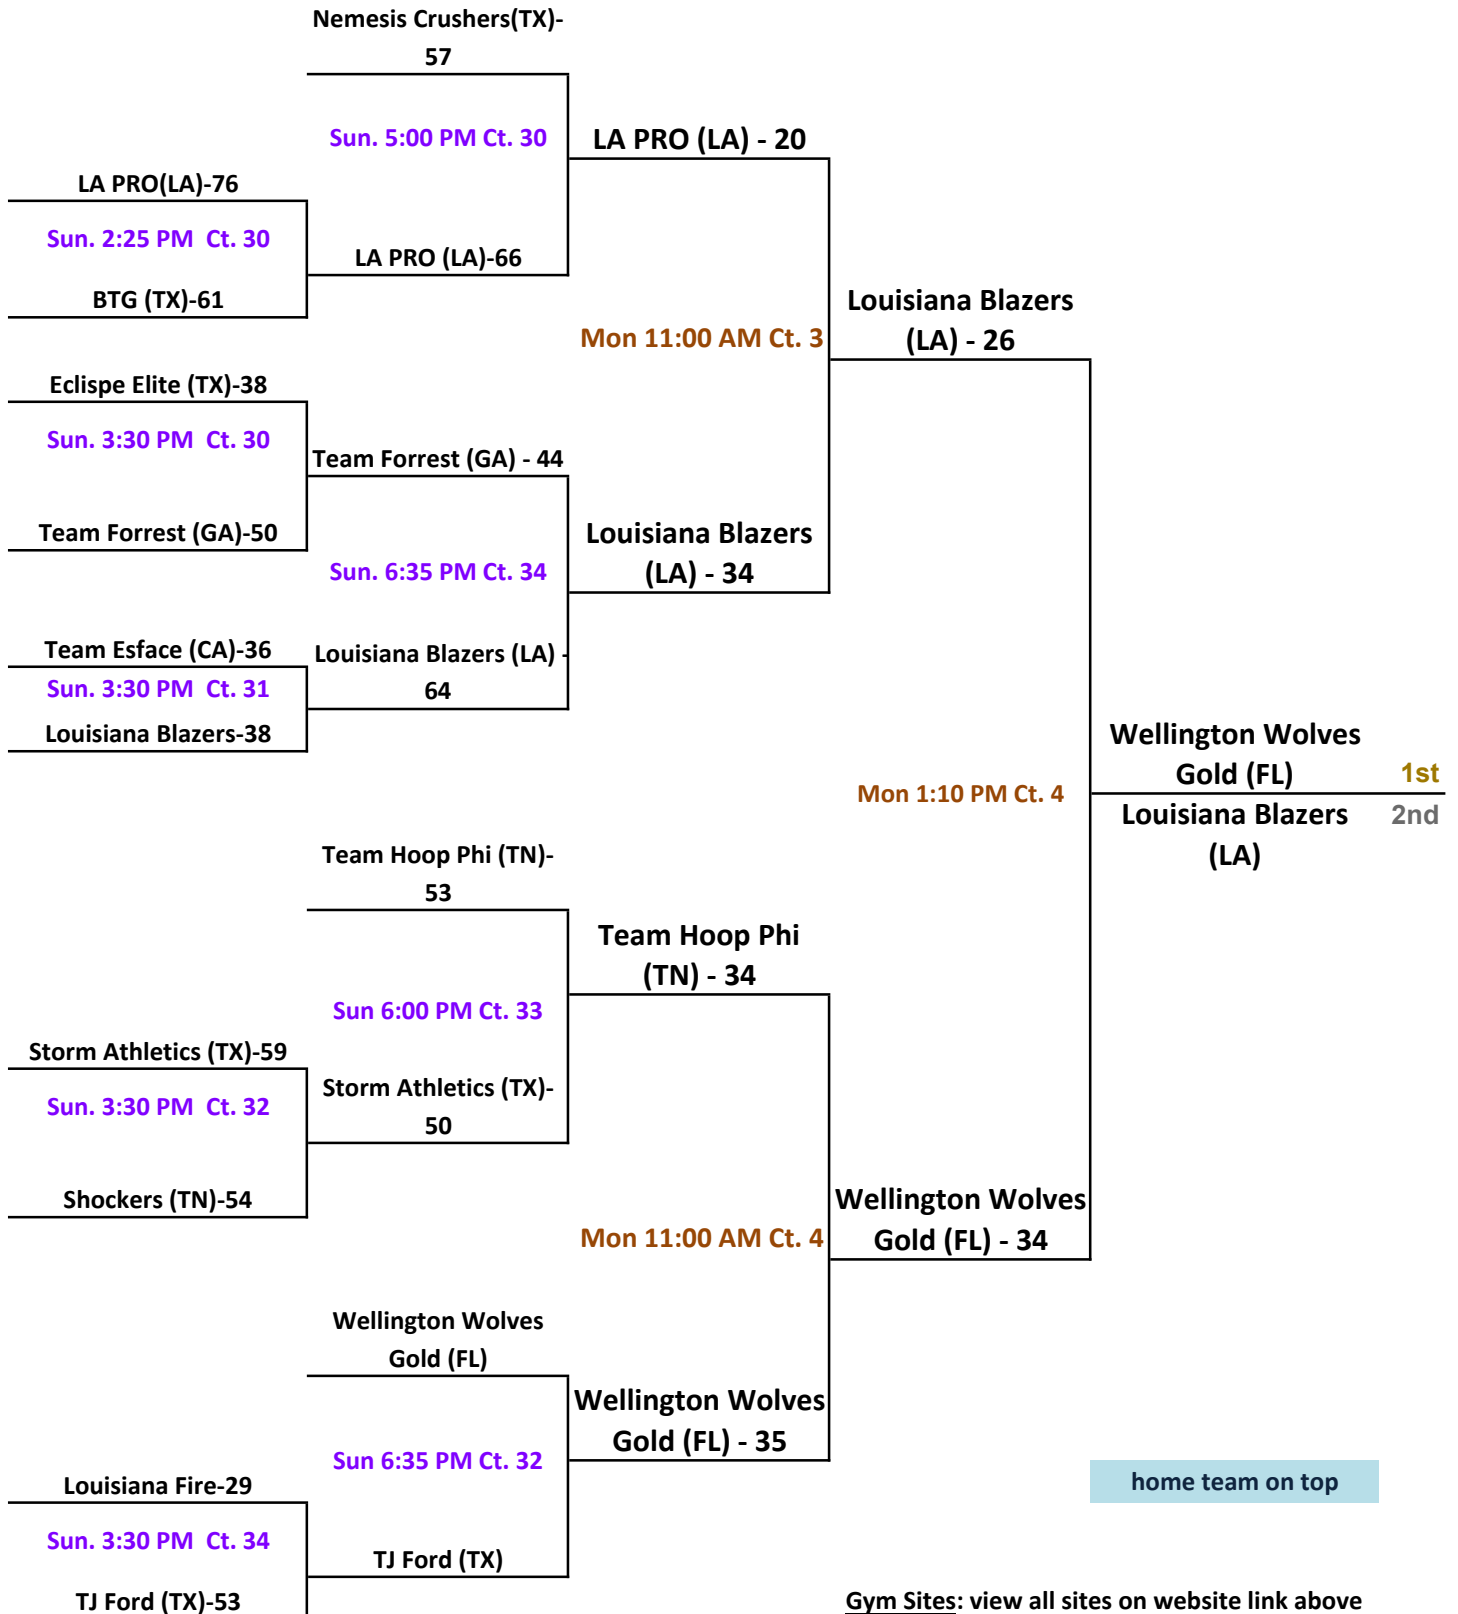 Nemesis Crushers(TX)-
57
Sun. 5:00 PM Ct. 30
LA PRO (LA) - 20
LA PRO(LA)-76
Sun. 2:25 PM  Ct. 30
LA PRO (LA)-66
BTG (TX)-61
Louisiana Blazers
(LA) - 26
Mon 11:00 AM Ct. 3
Eclispe Elite (TX)-38
Sun. 3:30 PM  Ct. 30
Team Forrest (GA) - 44
Team Forrest (GA)-50
Louisiana Blazers
(LA) - 34
Sun. 6:35 PM Ct. 34
Team Esface (CA)-36
Louisiana Blazers (LA) -
64
Sun. 3:30 PM  Ct. 31
Louisiana Blazers-38
Wellington Wolves
Gold (FL)
1st
Mon 1:10 PM Ct. 4
Louisiana Blazers
(LA)
2nd
Team Hoop Phi (TN)-
53
Team Hoop Phi
(TN) - 34
Sun 6:00 PM Ct. 33
Storm Athletics (TX)-59
Sun. 3:30 PM  Ct. 32
Storm Athletics (TX)-
50
Shockers (TN)-54
Wellington Wolves
Gold (FL) - 34
Mon 11:00 AM Ct. 4
Wellington Wolves
Gold (FL)
Wellington Wolves
Gold (FL) - 35
Sun 6:35 PM Ct. 32
Louisiana Fire-29
home team on top
Sun. 3:30 PM  Ct. 34
TJ Ford (TX)
TJ Ford (TX)-53
Gym Sites: view all sites on website link above